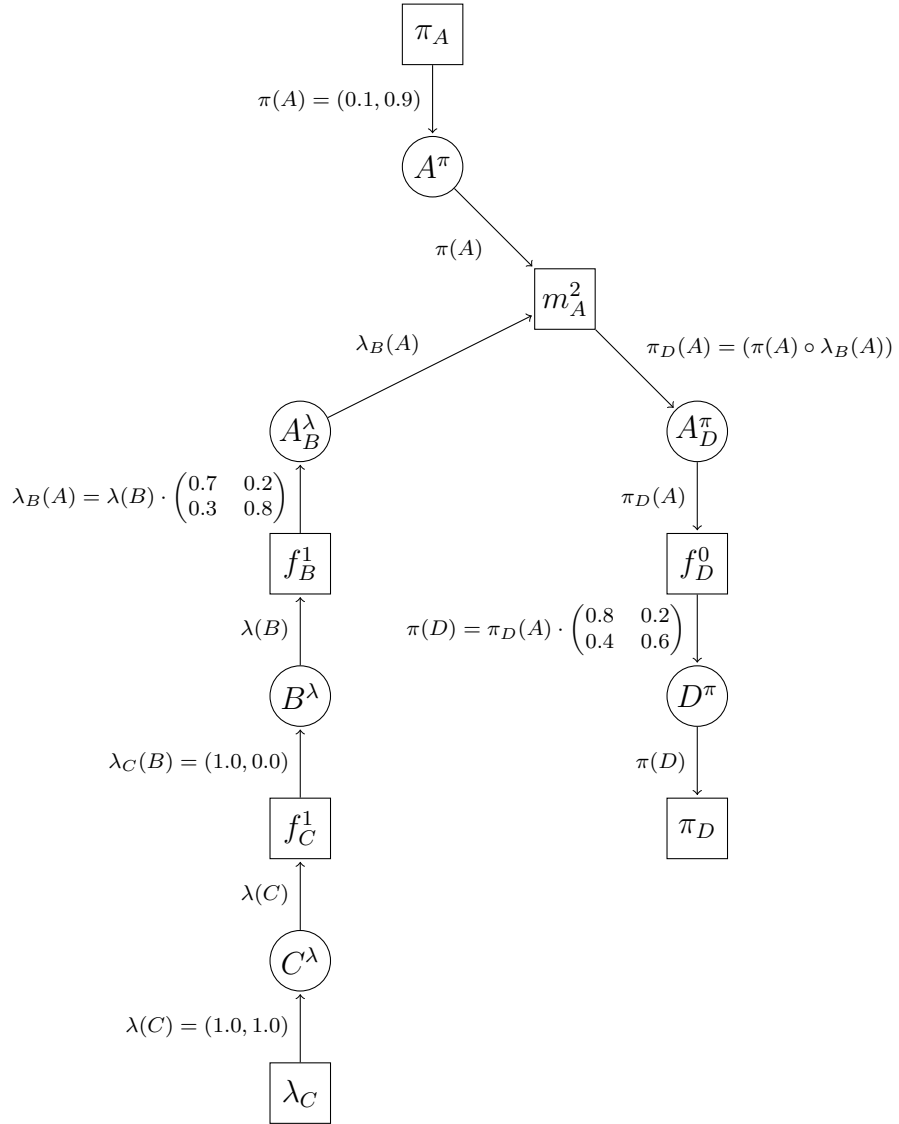 π_A
π(A) = (0.1, 0.9)
A^π
π(A)
m_A^2
λ_B(A)
π_D(A) = (π(A) ∘ λ_B(A))
A_B^λ
A_D^π
λ_B(A) = λ(B) · (0.7 0.2
0.3 0.8)
π_D(A)
f_B^1
f_D^0
λ(B)
π(D) = π_D(A) · (0.8 0.2
0.4 0.6)
B^λ
D^π
λ_C(B) = (1.0, 0.0)
π(D)
f_C^1
π_D
λ(C)
C^λ
λ(C) = (1.0, 1.0)
λ_C